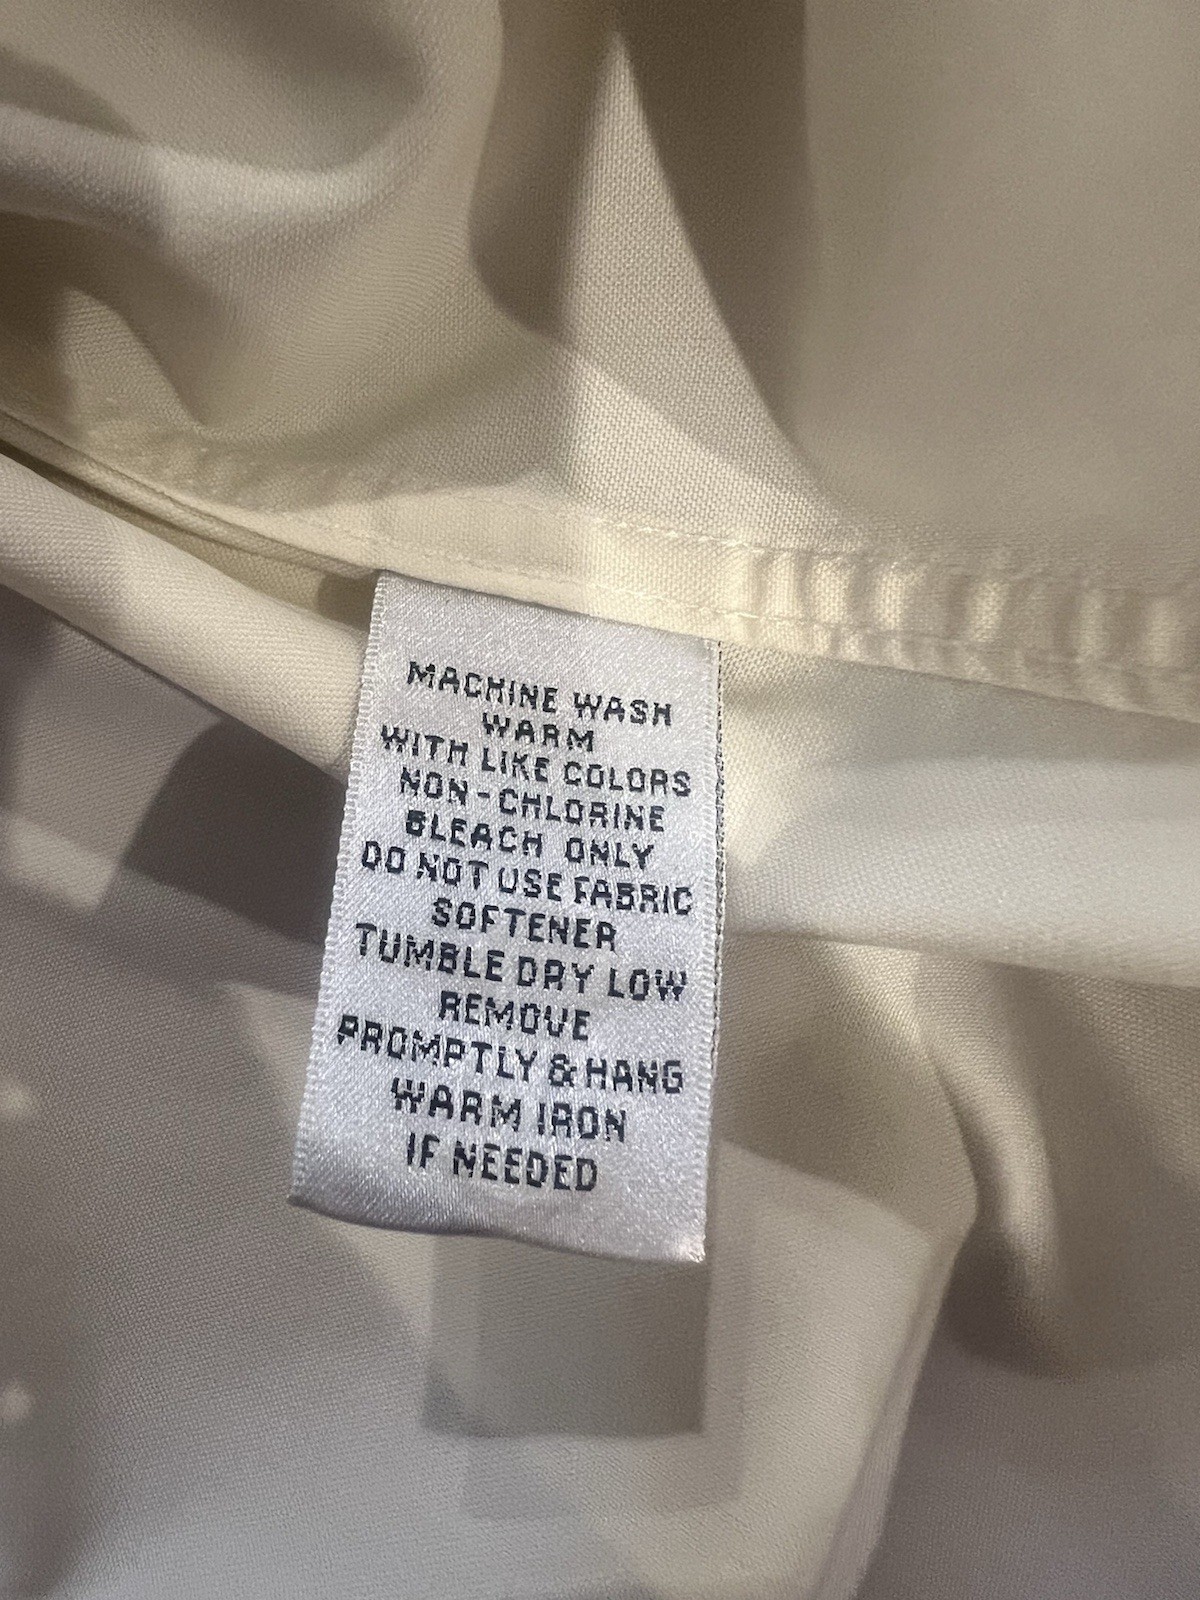 MACHINE WASH
WARM
WITH LIKE COLORS
NON-CHLORINE
BLEACH ONLY
DO NOT USE FABRIC
SOFTENER
TUMBLE DRY LOW
REMOVE
PROMPTLY & HANG
WARM IRON
IF NEEDED